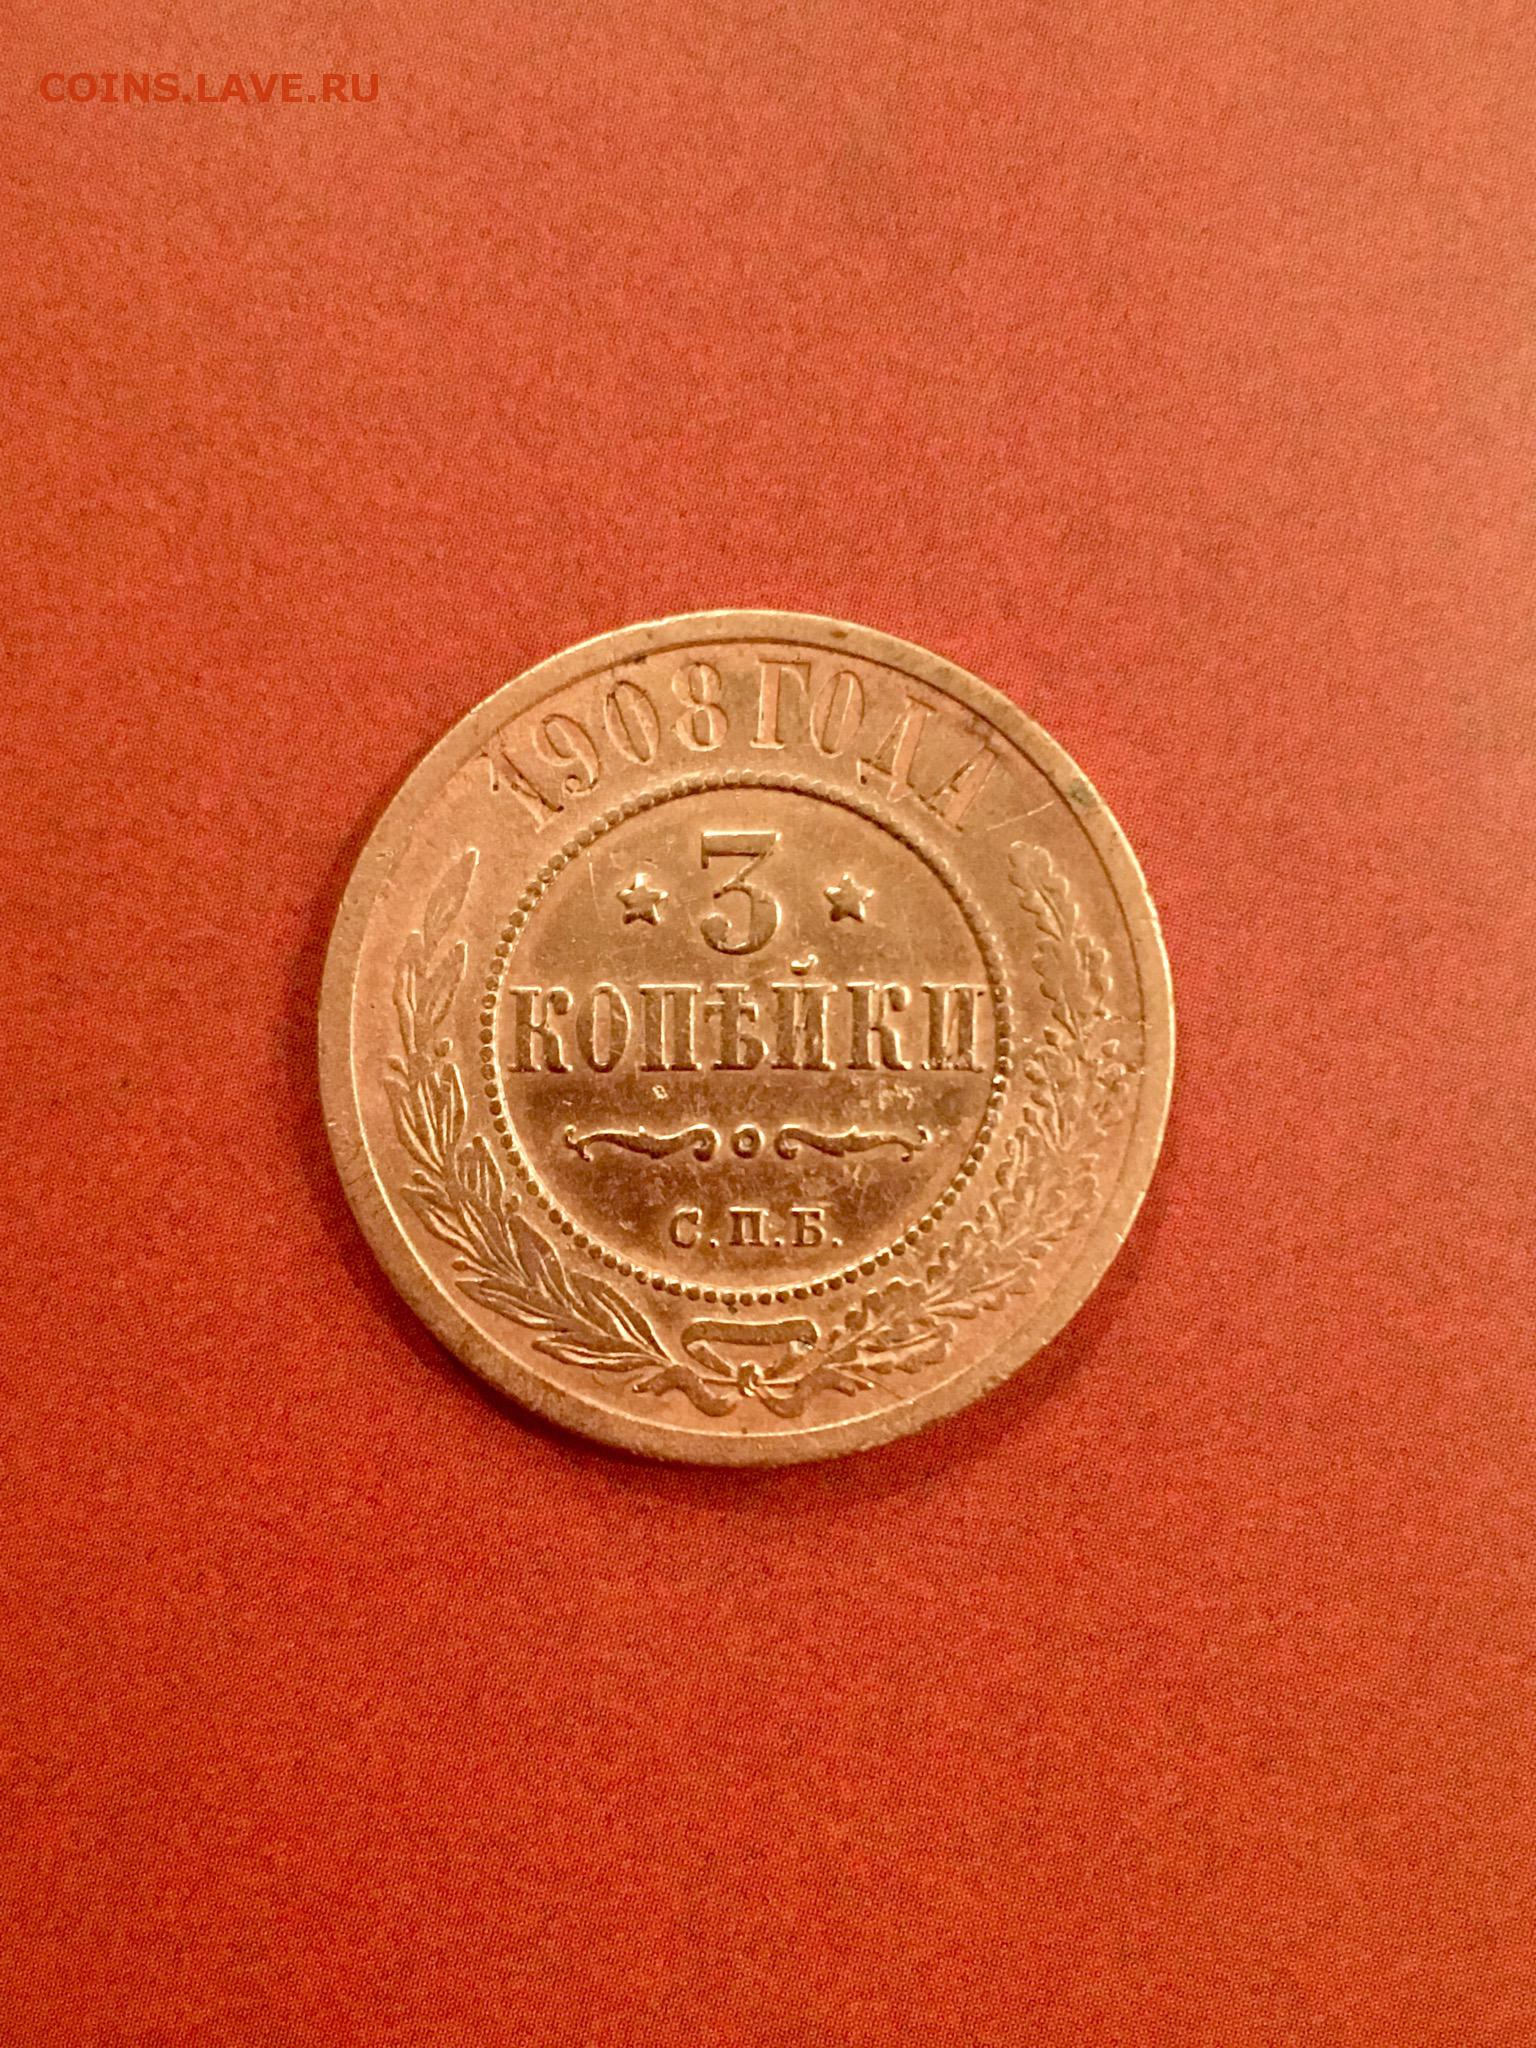 COINS.LAVE.RU
1908 ГОДА
3
КОПѢЙКИ
С.П.Б.